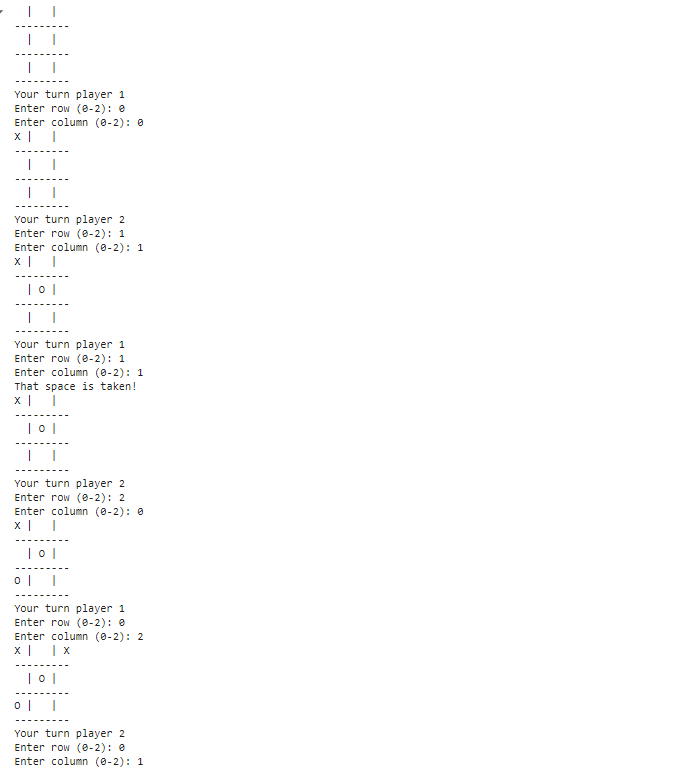 |   |
---------
  |   |
---------
  |   |
---------
Your turn player 1
Enter row (0-2): 0
Enter column (0-2): 0
X |   |
---------
  |   |
---------
  |   |
---------
Your turn player 2
Enter row (0-2): 1
Enter column (0-2): 1
X |   |
---------
  | O |
---------
  |   |
---------
Your turn player 1
Enter row (0-2): 1
Enter column (0-2): 1
That space is taken!
X |   |
---------
  | O |
---------
  |   |
---------
Your turn player 2
Enter row (0-2): 2
Enter column (0-2): 0
X |   |
---------
  | O |
---------
O |   |
---------
Your turn player 1
Enter row (0-2): 0
Enter column (0-2): 2
X |   | X
---------
  | O |
---------
O |   |
---------
Your turn player 2
Enter row (0-2): 0
Enter column (0-2): 1